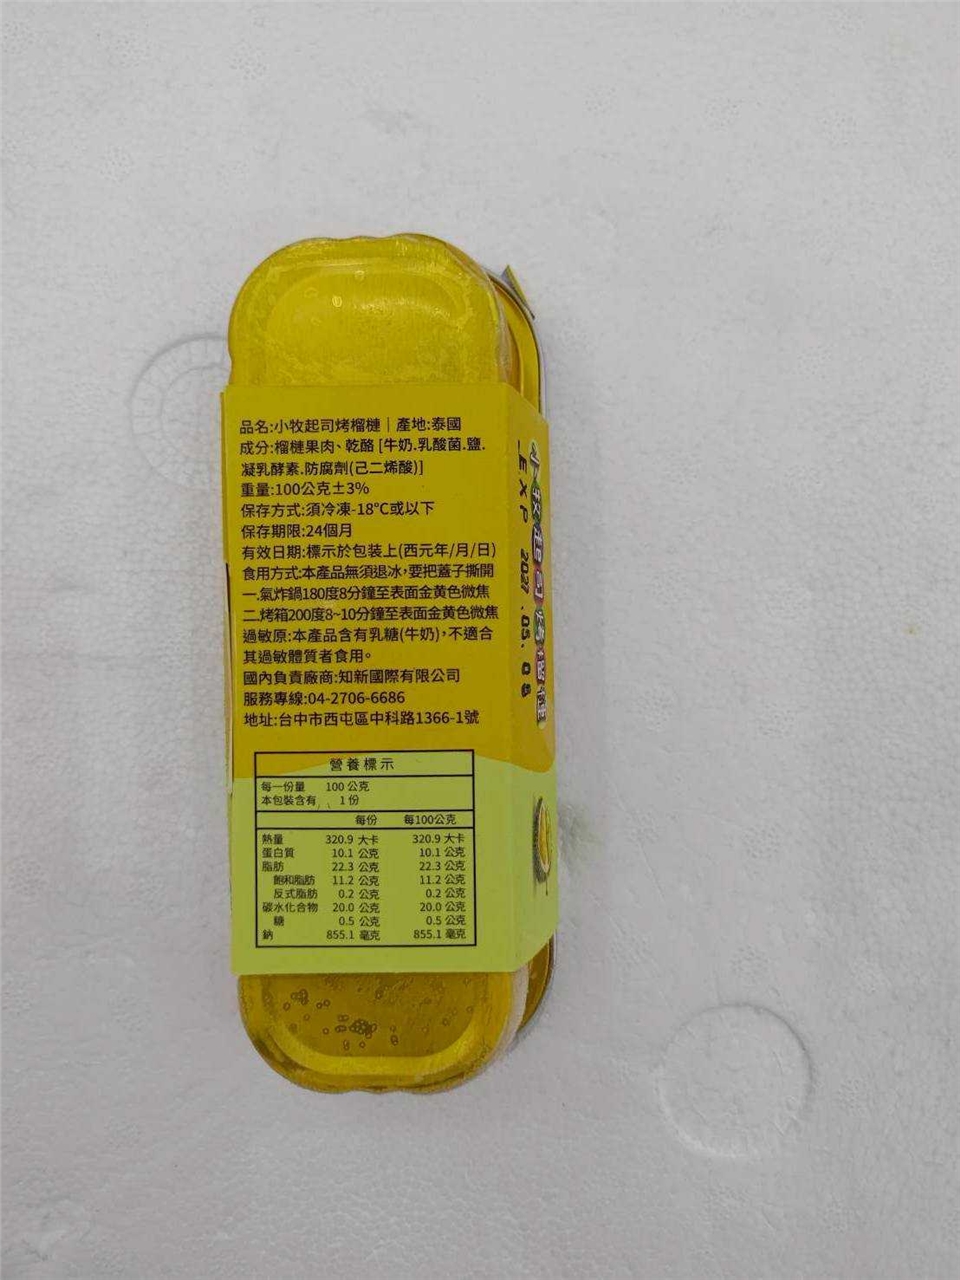 品名:小牧起司烤榴槤｜產地:泰國
成分:榴槤果肉、乾酪 [牛奶.乳酸菌.鹽.
凝乳酵素.防腐劑(己二烯酸)]
重量:100公克±3%
保存方式:須冷凍-18℃或以下
保存期限:24個月
有效日期:標示於包裝上(西元年/月/日)
食用方式:本產品無須退冰,要把蓋子撕開
一.氣炸鍋180度8分鐘至表面金黃色微焦
二.烤箱200度8~10分鐘至表面金黃色微焦
過敏原:本產品含有乳糖(牛奶),不適合
其過敏體質者食用。
國內負責廠商:知新國際有限公司
服務專線:04-2706-6686
地址:台中市西屯區中科路1366-1號
營養標示
每一份量 100 公克
本包裝含有 1 份
每份 每100公克
熱量 320.9 大卡 320.9 大卡
蛋白質 10.1 公克 10.1 公克
脂肪 22.3 公克 22.3 公克
飽和脂肪 11.2 公克 11.2 公克
反式脂肪 0.2 公克 0.2 公克
碳水化合物 20.0 公克 20.0 公克
糖 0.5 公克 0.5 公克
鈉 855.1 毫克 855.1 毫克
小牧起司烤榴槤
EXP 2027.05.08